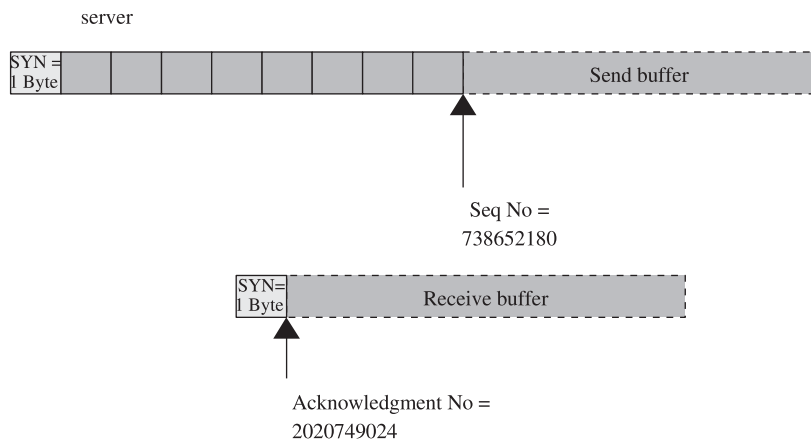 server
SYN =
1 Byte
Send buffer
Seq No =
738652180
SYN=
1 Byte
Receive buffer
Acknowledgment No =
2020749024